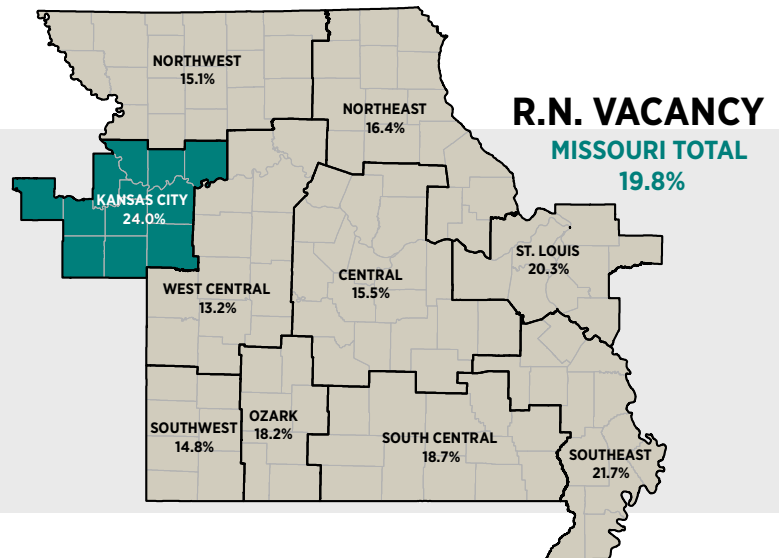 R.N. VACANCY
MISSOURI TOTAL
19.8%
NORTHWEST
15.1%
NORTHEAST
16.4%
KANSAS CITY
24.0%
ST. LOUIS
20.3%
CENTRAL
15.5%
WEST CENTRAL
13.2%
SOUTHWEST
14.8%
OZARK
18.2%
SOUTH CENTRAL
18.7%
SOUTHEAST
21.7%